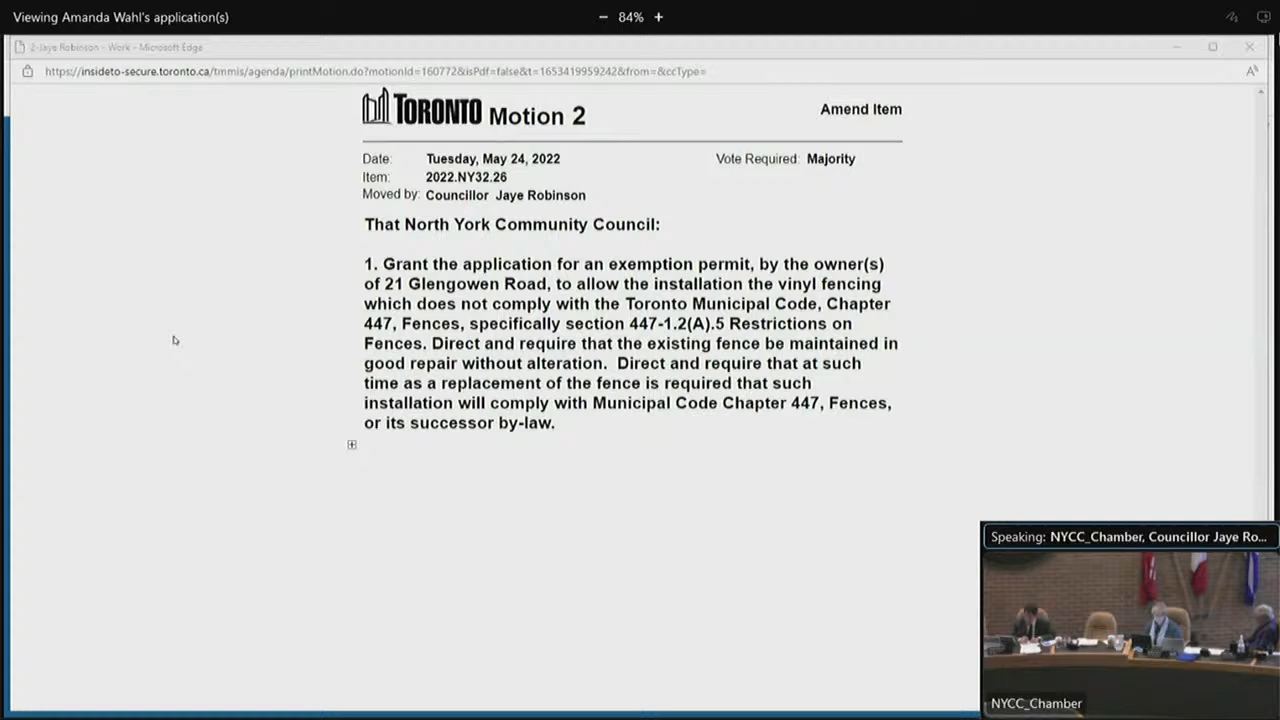 Viewing Amanda Wahl's application(s)
− 84% +
2-Jaye Robinson - Work - Microsoft Edge
https://insideto-secure.toronto.ca/tmmis/agenda/printMotion.do?motionId=160772&isPdf=false&t=1653419959242&from=&ccType=
TORONTO Motion 2
Amend Item
Date: Tuesday, May 24, 2022
Vote Required: Majority
Item: 2022.NY32.26
Moved by: Councillor Jaye Robinson
That North York Community Council:
1. Grant the application for an exemption permit, by the owner(s)
of 21 Glengowen Road, to allow the installation the vinyl fencing
which does not comply with the Toronto Municipal Code, Chapter
447, Fences, specifically section 447-1.2(A).5 Restrictions on
Fences. Direct and require that the existing fence be maintained in
good repair without alteration. Direct and require that at such
time as a replacement of the fence is required that such
installation will comply with Municipal Code Chapter 447, Fences,
or its successor by-law.
Speaking: NYCC_Chamber, Councillor Jaye Ro...
NYCC_Chamber